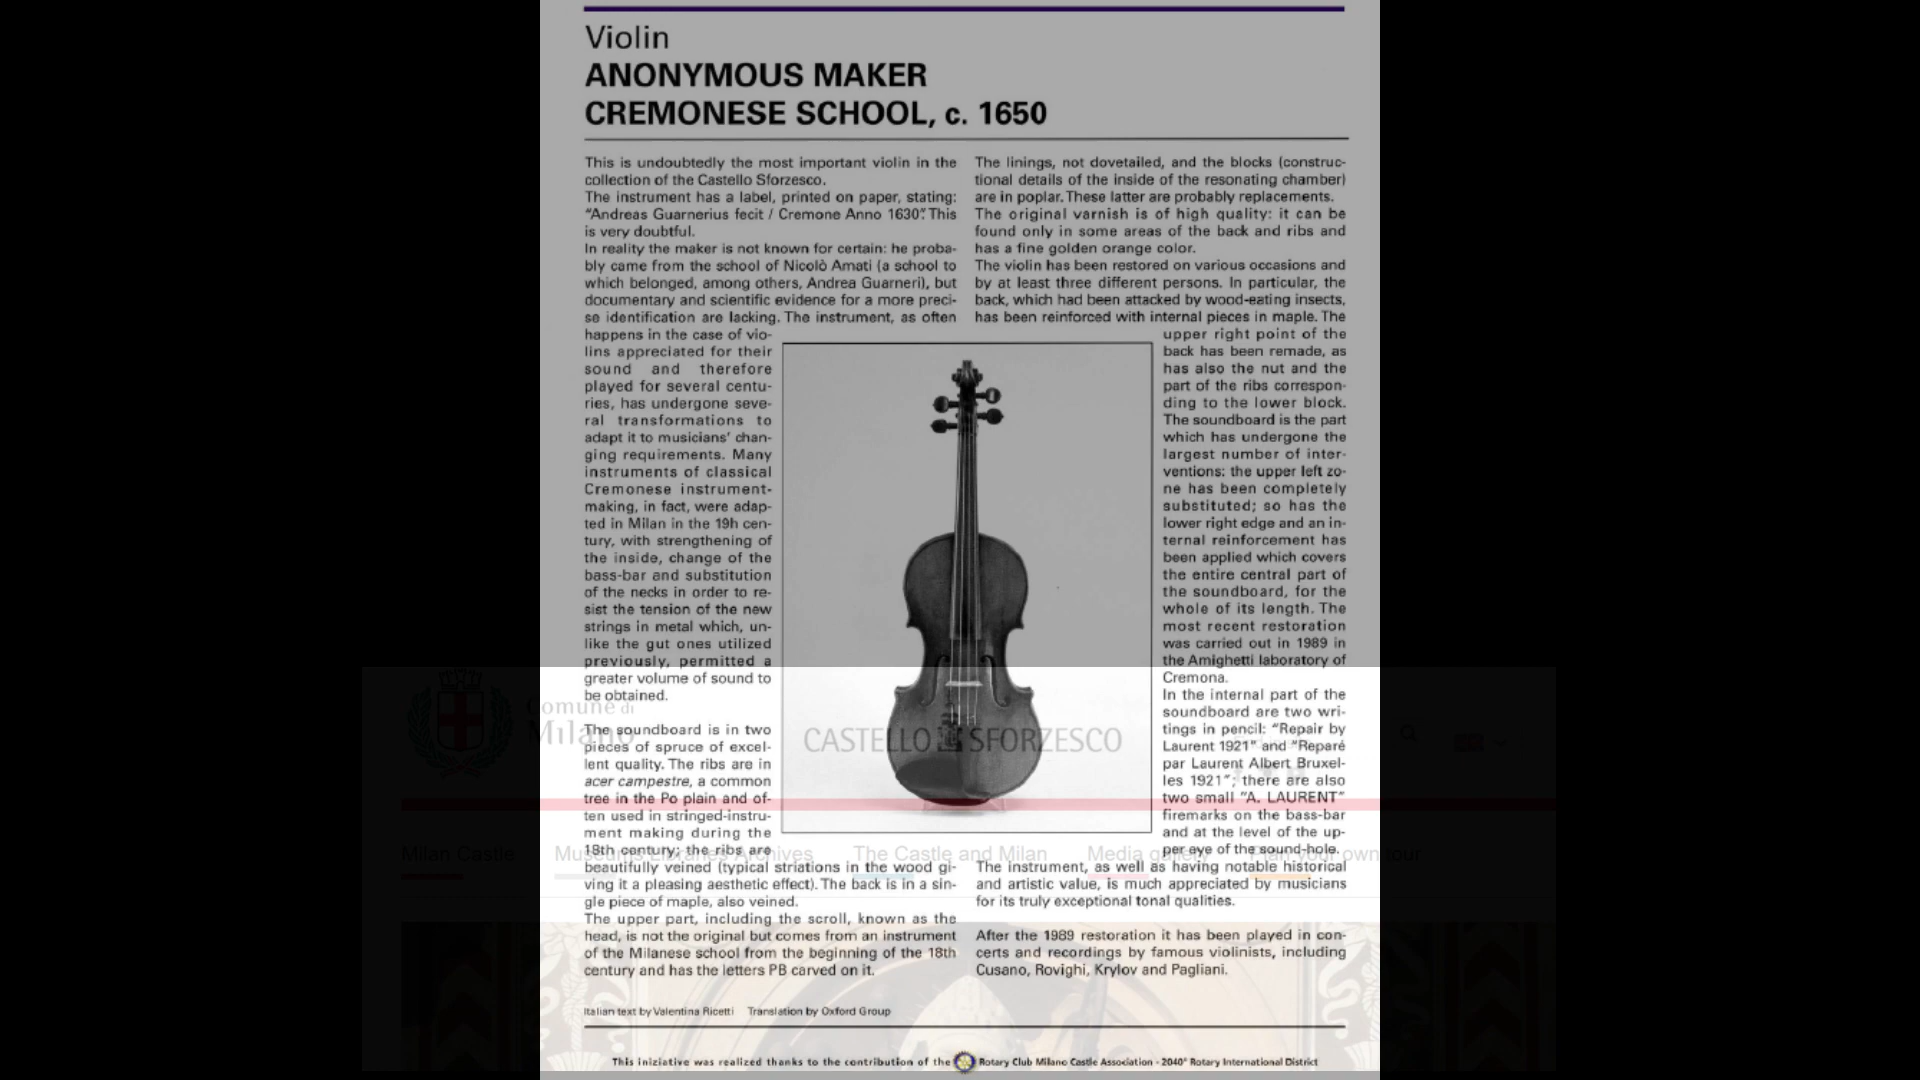 Violin
ANONYMOUS MAKER
CREMONESE SCHOOL, c. 1650
This is undoubtedly the most important violin in the
collection of the Castello Sforzesco.
The instrument has a label, printed on paper, stating:
"Andreas Guarnerius fecit / Cremone Anno 1630". This
is very doubtful.
In reality the maker is not known for certain: he proba-
bly came from the school of Nicolò Amati (a school to
which belonged, among others, Andrea Guarneri), but
documentary and scientific evidence for a more preci-
se identification are lacking. The instrument, as often
happens in the case of vio-
lins appreciated for their
sound and therefore
played for several centu-
ries, has undergone seve-
ral transformations to
adapt it to musicians' chan-
ging requirements. Many
instruments of classical
Cremonese instrument-
making, in fact, were adap-
ted in Milan in the 19h cen-
tury, with strengthening of
the inside, change of the
bass-bar and substitution
of the necks in order to re-
sist the tension of the new
strings in metal which, un-
like the gut ones utilized
previously, permitted a
greater volume of sound to
be obtained.
The soundboard is in two
pieces of spruce of excel-
lent quality. The ribs are in
acer campestre, a common
tree in the Po plain and of-
ten used in stringed-instru-
ment making during the
18th century; the ribs are
beautifully veined (typical striations in the wood gi-
ving it a pleasing aesthetic effect). The back is in a sin-
gle piece of maple, also veined.
The upper part, including the scroll, known as the
head, is not the original but comes from an instrument
of the Milanese school from the beginning of the 18th
century and has the letters PB carved on it.
The linings, not dovetailed, and the blocks (construc-
tional details of the inside of the resonating chamber)
are in poplar. These latter are probably replacements.
The original varnish is of high quality: it can be
found only in some areas of the back and ribs and
has a fine golden orange color.
The violin has been restored on various occasions and
by at least three different persons. In particular, the
back, which had been attacked by wood-eating insects,
has been reinforced with internal pieces in maple. The
upper right point of the
back has been remade, as
has also the nut and the
part of the ribs correspon-
ding to the lower block.
The soundboard is the part
which has undergone the
largest number of inter-
ventions: the upper left zo-
ne has been completely
substituted; so has the
lower right edge and an in-
ternal reinforcement has
been applied which covers
the entire central part of
the soundboard, for the
whole of its length. The
most recent restoration
was carried out in 1989 in
the Amighetti laboratory of
Cremona.
In the internal part of the
soundboard are two wri-
tings in pencil: "Repair by
Laurent 1921" and "Reparé
par Laurent Albert Bruxel-
les 1921"; there are also
two small "A. LAURENT"
firemarks on the bass-bar
and at the level of the up-
per eye of the sound-hole.
The instrument, as well as having notable historical
and artistic value, is much appreciated by musicians
for its truly exceptional tonal qualities.
After the 1989 restoration it has been played in con-
certs and recordings by famous violinists, including
Cusano, Rovighi, Krylov and Pagliani.
Italian text by Valentina Ricetti Translation by Oxford Group
This iniziative was realized thanks to the contribution of the Rotary Club Milano Castle Association - 2040° Rotary International District
Comune di
Milano
CASTELLO SFORZESCO
Milan Castle
Museums Libraries Archives
The Castle and Milan
Media gallery
Plan your own tour